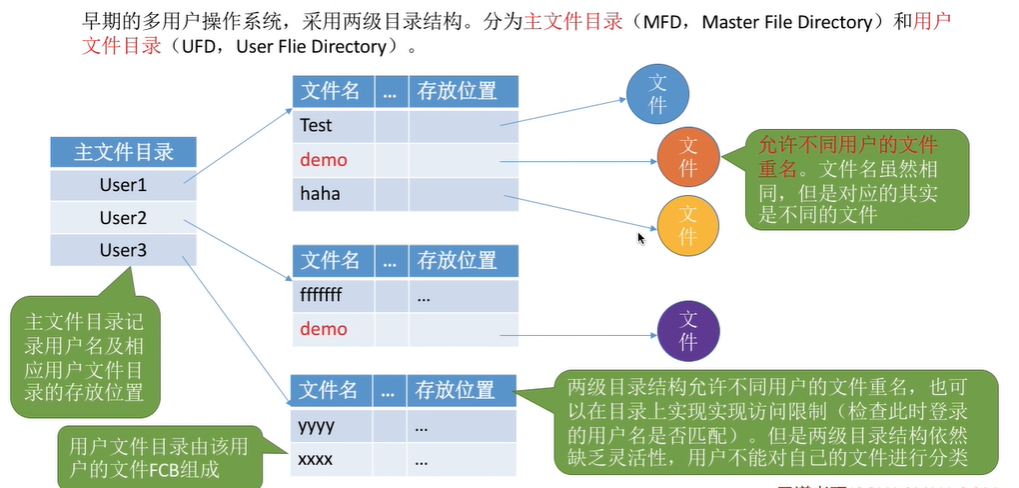 早期的多用户操作系统，采用两级目录结构。分为主文件目录（MFD，Master File Directory）和用户
文件目录（UFD，User Flie Directory）。
主文件目录
User1
User2
User3
主文件目录记
录用户名及相
应用户文件目
录的存放位置
文件名 ... 存放位置
Test
demo
haha
文
件
文
件
文
件
允许不同用户的文件
重名。文件名虽然相
同，但是对应的其实
是不同的文件
文件名 ... 存放位置
fffffff ...
demo
文
件
文件名 ... 存放位置
yyyy ...
xxxx ...
用户文件目录由该用
户的文件FCB组成
两级目录结构允许不同用户的文件重名，也可
以在目录上实现实现访问限制（检查此时登录
的用户名是否匹配）。但是两级目录结构依然
缺乏灵活性，用户不能对自己的文件进行分类